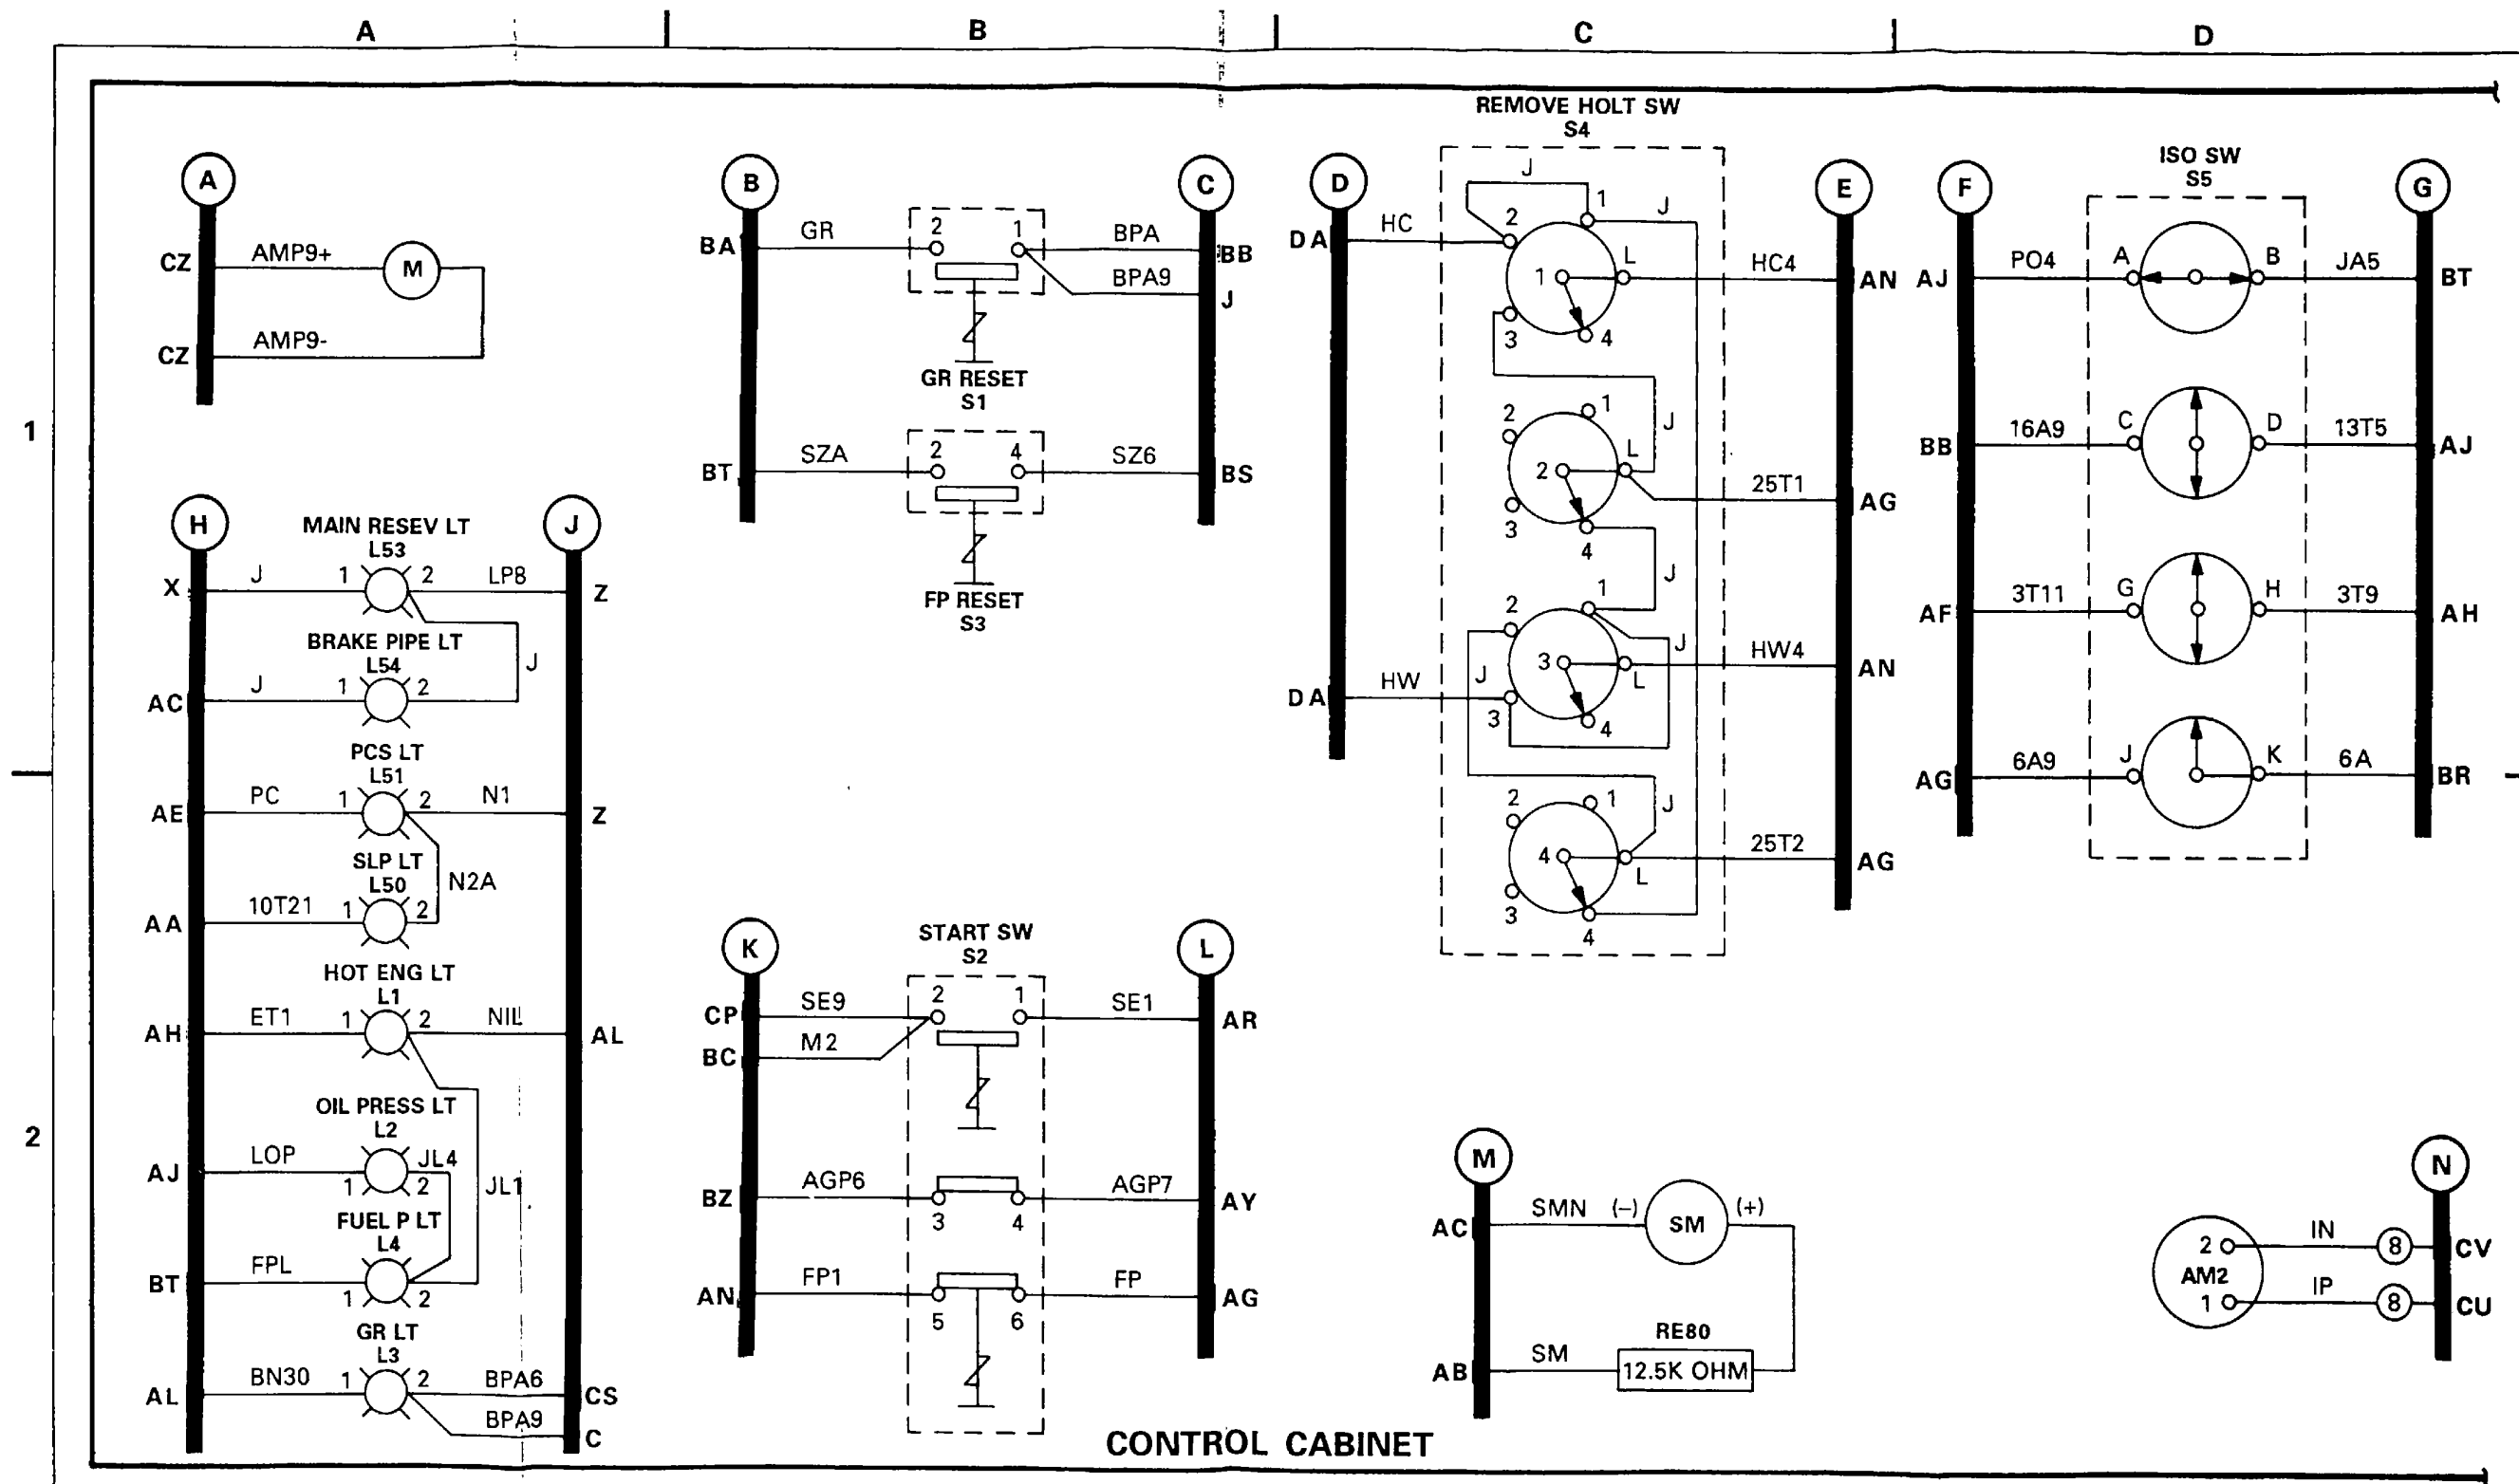 A B C D
1
2
A
CZ AMP9+ M
CZ AMP9-
B C
BA GR 2 1 BPA BB
BPA9 J
GR RESET
S1
BT SZA 2 4 SZ6 BS
FP RESET
S3
REMOVE HOLT SW
S4
D E
DA HC 2 J 1 J
1 L HC4 AN
3 4
J
2 1
2 L 25T1 AG
3 4
J
2 1
J
3 L HW4 AN
J
DA HW 3 4
2 1 J
4 L 25T2 AG
3 4
ISO SW
S5
F G
AJ PO4 A B JA5 BT
BB 16A9 C D 13T5 AJ
AF 3T11 G H 3T9 AH
AG 6A9 J K 6A BR
H J
MAIN RESEV LT
L53
X J 1 2 LP8 Z
BRAKE PIPE LT
L54
AC J 1 2 J
PCS LT
L51
AE PC 1 2 N1 Z
SLP LT
L50
AA 10T21 1 2 N2A
HOT ENG LT
L1
AH ET1 1 2 NIL AL
OIL PRESS LT
L2
AJ LOP 1 2 JL4
JL1
FUEL P LT
L4
BT FPL 1 2
GR LT
L3
AL BN30 1 2 BPA6 CS
BPA9 C
START SW
S2
K L
CP SE9 2 1 SE1 AR
BC M2
BZ AGP6 3 4 AGP7 AY
AN FP1 5 6 FP AG
M
AC SMN (–) SM (+)
RE80
AB SM 12.5K OHM
N
AM2
2 IN 8 CV
1 IP 8 CU
CONTROL CABINET